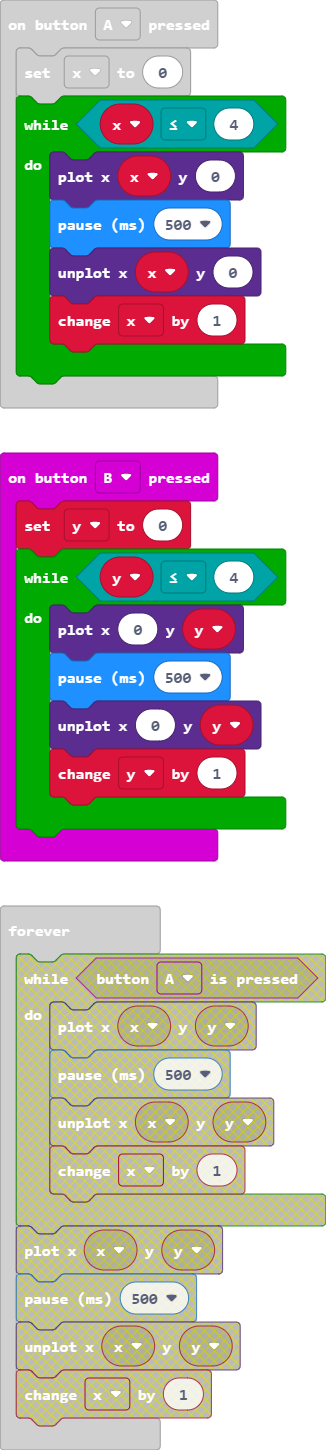 on button A pressed
set x to 0
while x ≤ 4
do
plot x x y 0
pause (ms) 500
unplot x x y 0
change x by 1
on button B pressed
set y to 0
while y ≤ 4
do
plot x 0 y y
pause (ms) 500
unplot x 0 y y
change y by 1
forever
while button A is pressed
do
plot x x y y
pause (ms) 500
unplot x x y y
change x by 1
plot x x y y
pause (ms) 500
unplot x x y y
change x by 1